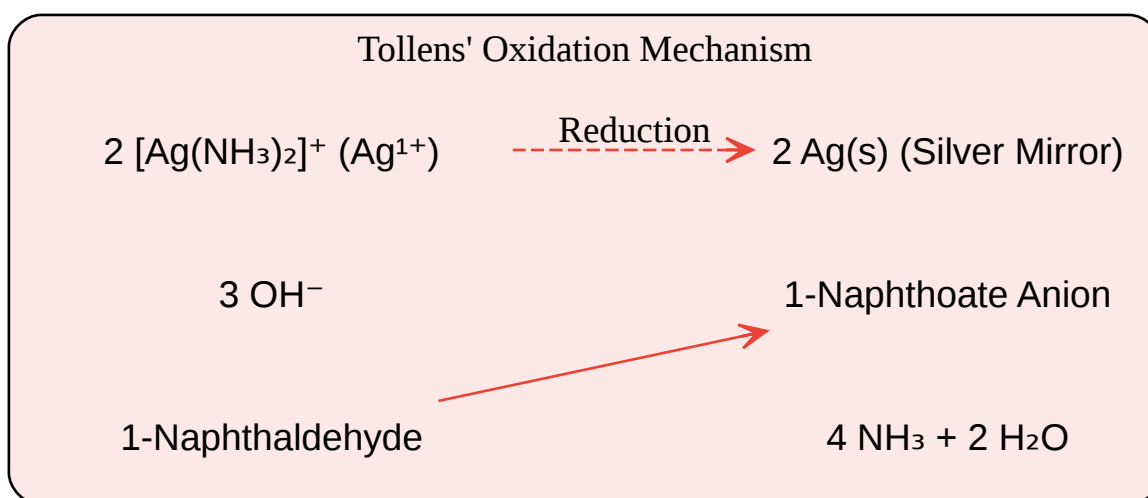 Tollens' Oxidation Mechanism
2 [Ag(NH₃)₂]⁺ (Ag¹⁺)
Reduction
2 Ag(s) (Silver Mirror)
3 OH⁻
1-Naphthoate Anion
1-Naphthaldehyde
4 NH₃ + 2 H₂O